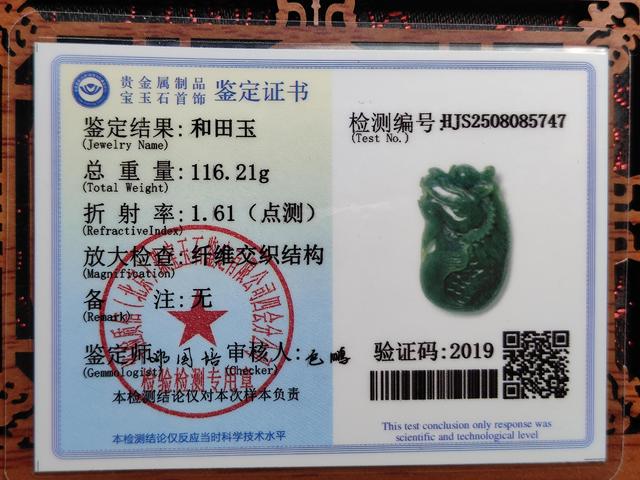 贵金属制品
宝玉石首饰 鉴定证书
鉴定结果: 和田玉
(Jewelry Name)
总重量: 116.21g
(Total Weight)
折射率: 1.61 (点测)
(RefractiveIndex)
放大检查: 纤维交织结构
(Magnification)
备注: 无
(Remark)
鉴定师: 邓国培 审核人: 包鹏
(Gemmologist) (Checker)
检验检测专用章
本检测结论仅对本次样本负责
本检测结论仅反应当时科学技术水平
检测编号: HJS2508085747
(Test No.)
验证码: 2019
This test conclusion only response was
scientific and technological level